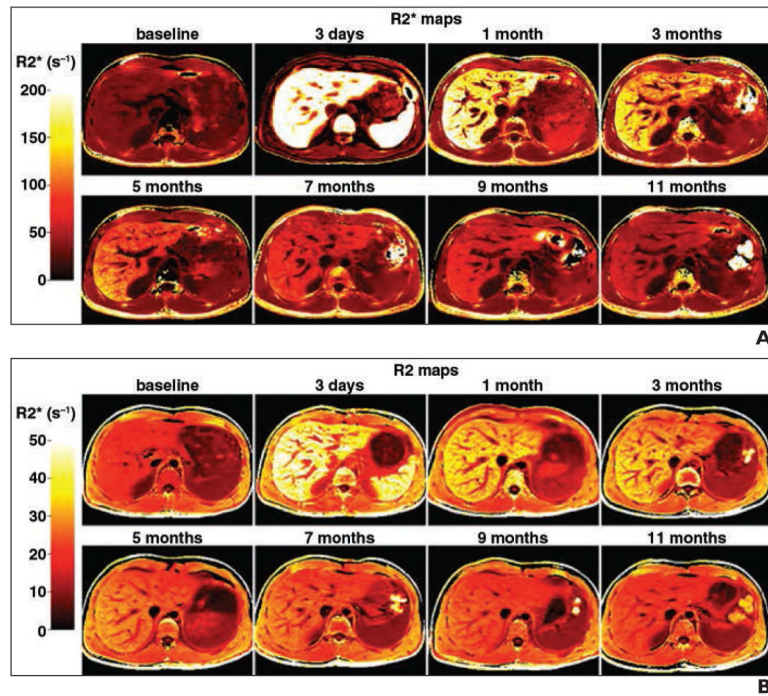 R2* maps
baseline 3 days 1 month 3 months
R2* (s⁻¹)
200
150
100
50
0
5 months 7 months 9 months 11 months
A
R2 maps
baseline 3 days 1 month 3 months
R2* (s⁻¹)
50
40
30
20
10
0
5 months 7 months 9 months 11 months
B